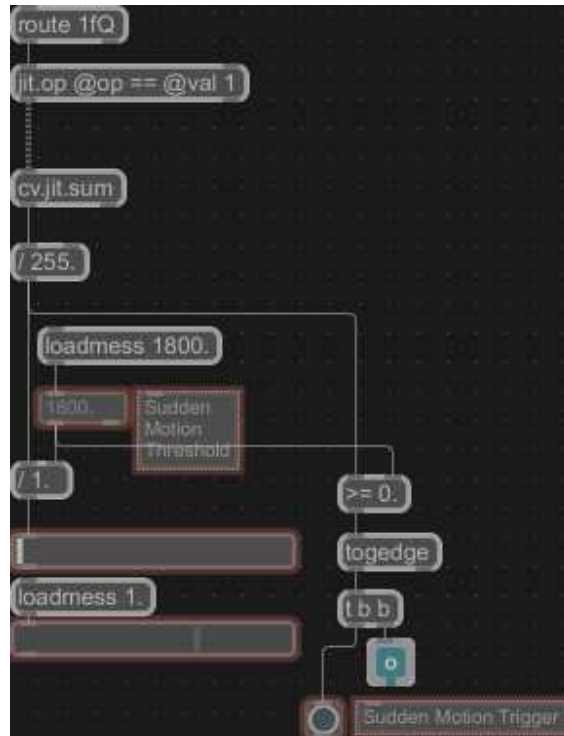 route 1fQ
jit.op @op == @val 1
cv.jit.sum
/ 255.
loadmess 1800.
1800.
Sudden
Motion
Threshold
/ 1.
>= 0.
togedge
loadmess 1.
t b b
o
Sudden Motion Trigger